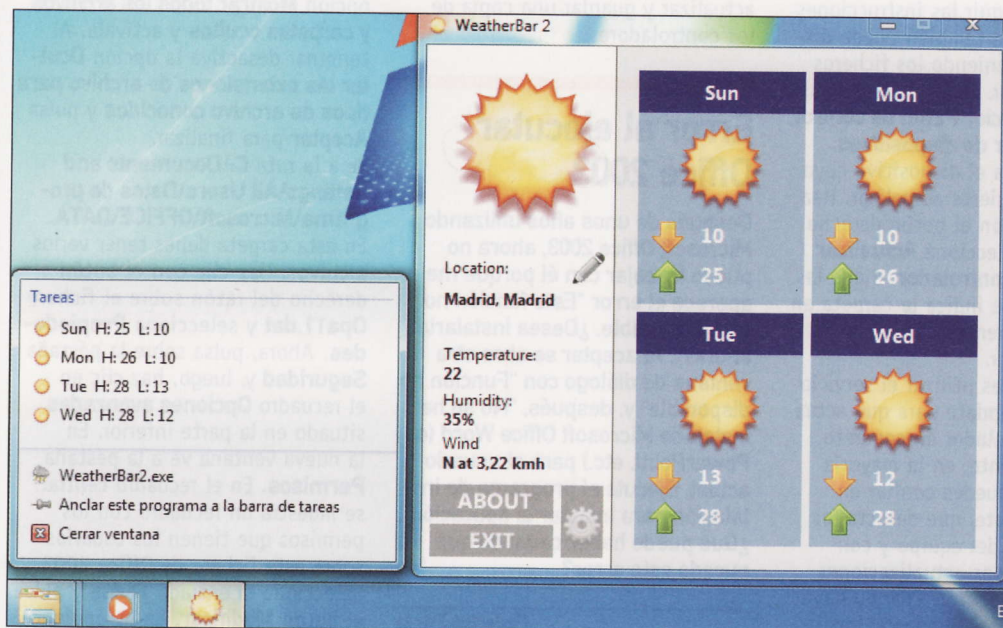 WeatherBar 2
Location:
Madrid, Madrid
Temperature:
22
Humidity:
35%
Wind
N at 3,22 kmh
ABOUT
EXIT
Sun
10
25
Mon
10
26
Tue
13
28
Wed
12
28
Tareas
Sun H: 25 L: 10
Mon H: 26 L: 10
Tue H: 28 L: 13
Wed H: 28 L: 12
WeatherBar2.exe
Anclar este programa a la barra de tareas
Cerrar ventana